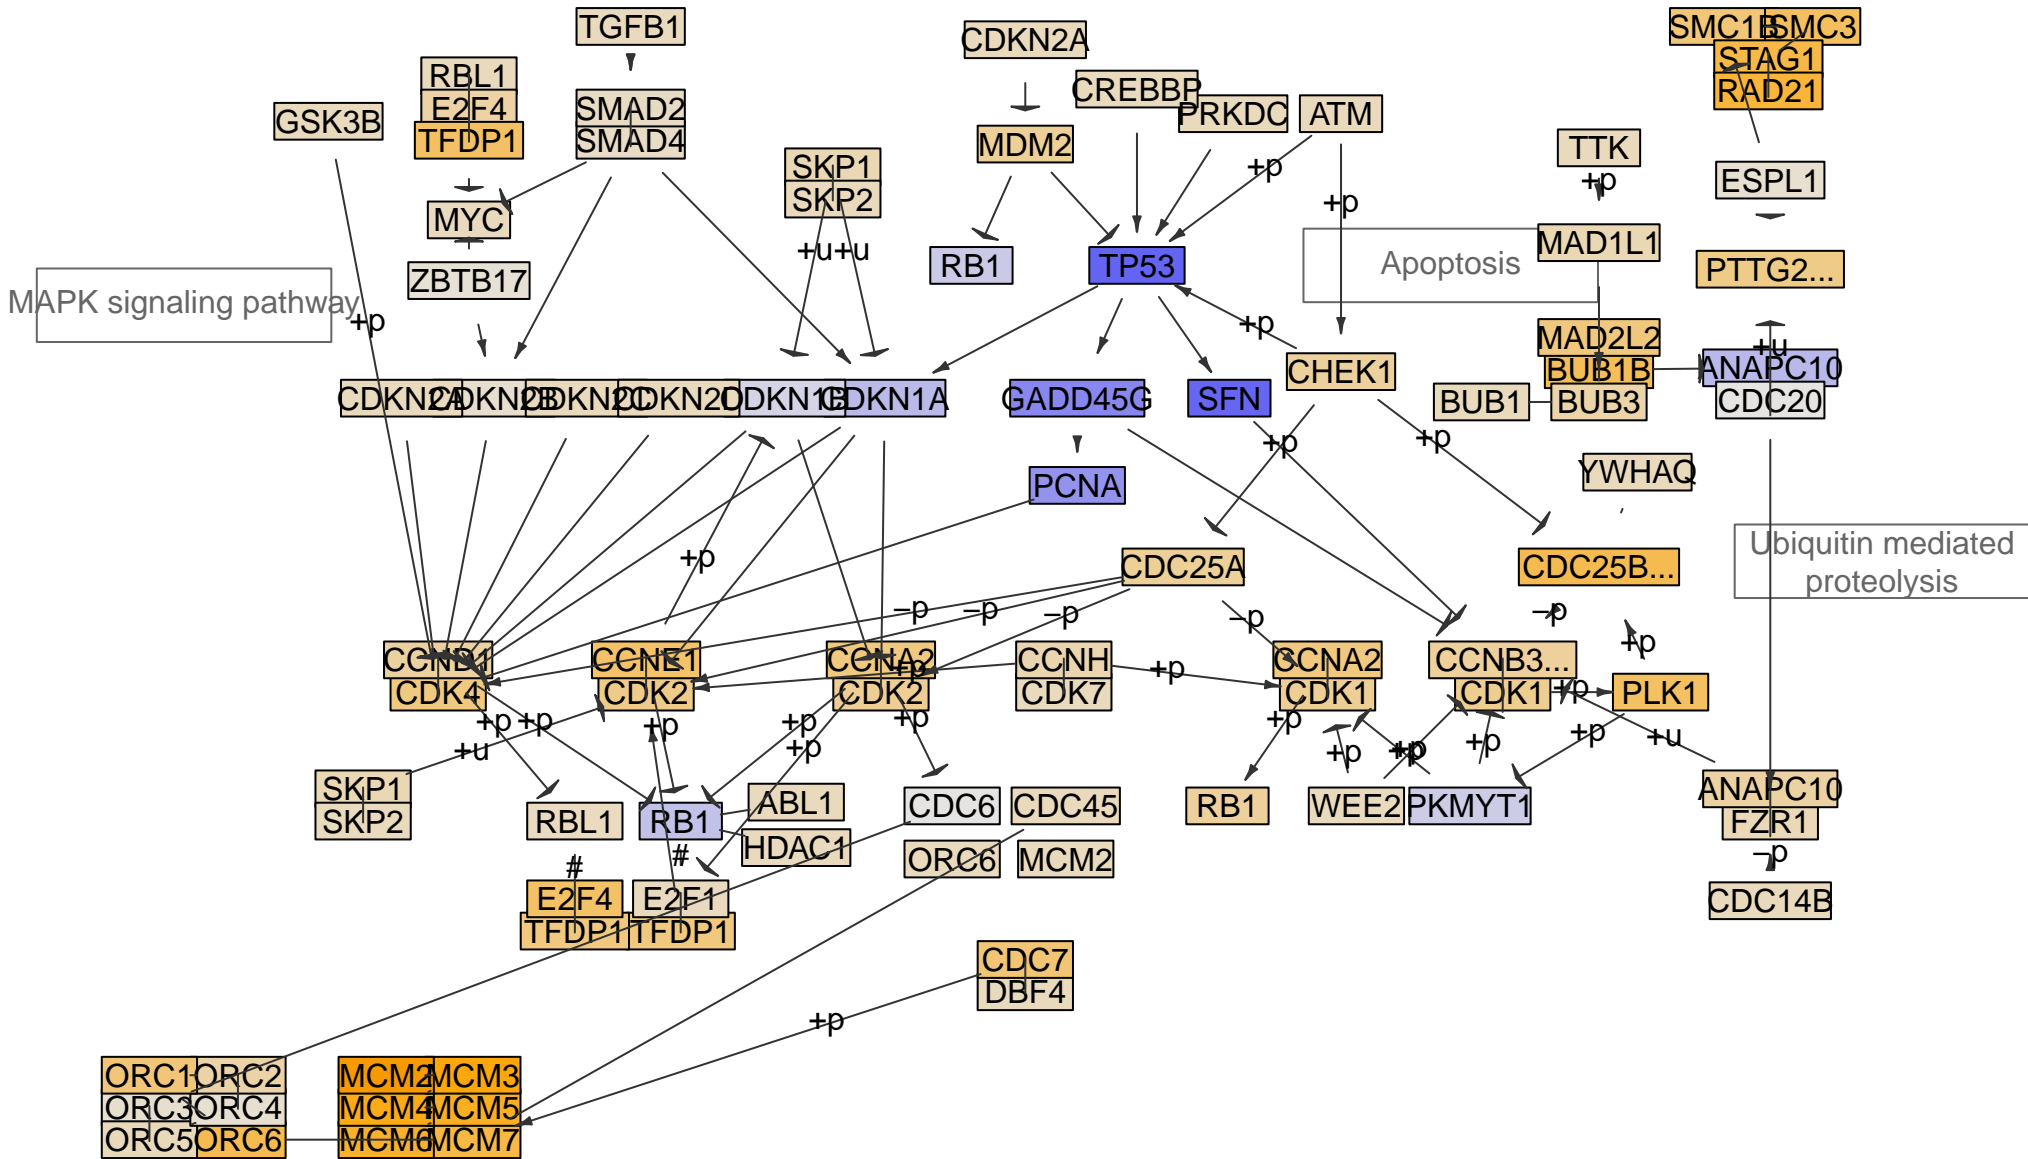 TGFB1
CDKN2A
SMC1B
SMC3
STAG1
RAD21
RBL1
E2F4
TFDP1
GSK3B
SMAD2
SMAD4
CREBBP
PRKDC
ATM
MDM2
SKP1
SKP2
TTK
+p
ESPL1
+p
+p
MYC
+u+u
ZBTB17
RB1
TP53
Apoptosis
MAD1L1
PTTG2...
MAPK signaling pathway
+p
+p
MAD2L2
+u
BUB1B
ANAPC10
CHEK1
CDKN2A
CDKN2B
CDKN2C
CDKN2D
CDKN1B
CDKN1A
GADD45G
SFN
BUB1
BUB3
CDC20
+p
+p
YWHAQ
PCNA
Ubiquitin mediated
proteolysis
+p
CDC25A
CDC25B...
−p
−p
−p
−p
−p
+p
CCND1
CDK4
CCNE1
CDK2
CCNA2
CDK2
+p
CCNH
CDK7
+p
CCNA2
CDK1
CCNB3...
CDK1
+p
PLK1
+p
+p
+u
+p
+p
+p
+p
+p
+p
+p
+p
+p
+p
+u
SKP1
SKP2
RBL1
RB1
ABL1
HDAC1
CDC6
CDC45
ORC6
MCM2
RB1
WEE2
PKMYT1
ANAPC10
FZR1
−p
CDC14B
#
#
E2F4
TFDP1
E2F1
TFDP1
CDC7
DBF4
+p
ORC1
ORC2
ORC3
ORC4
ORC5
ORC6
MCM2
MCM3
MCM4
MCM5
MCM6
MCM7